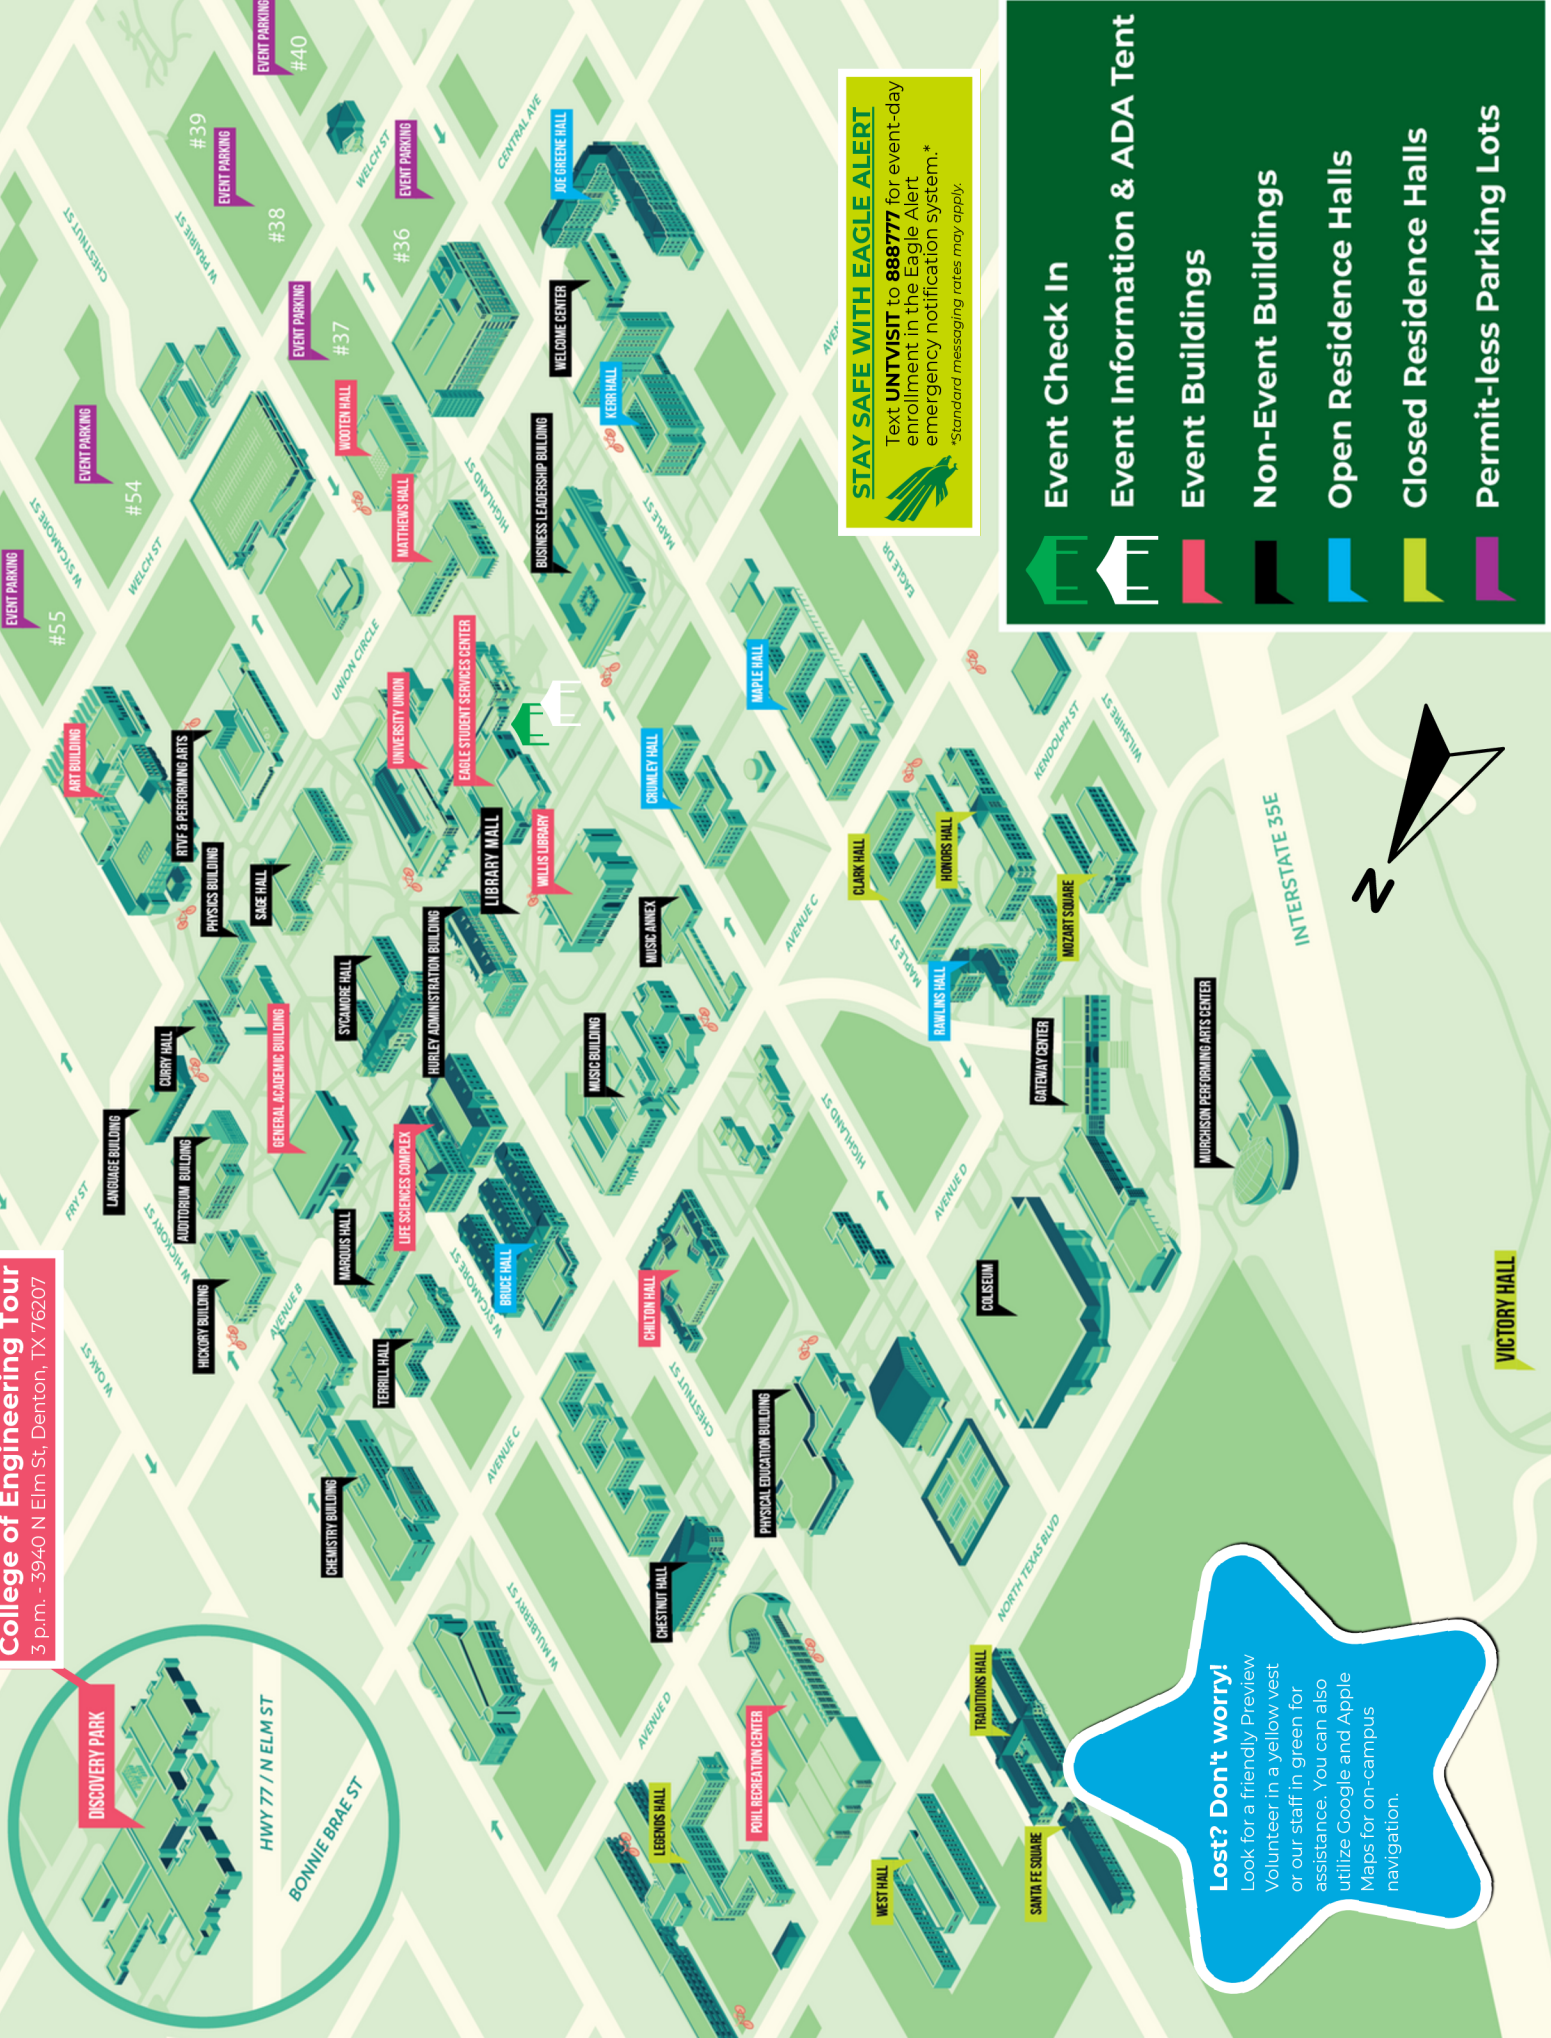 College of Engineering Tour
3 p.m. - 3940 N Elm St, Denton, TX 76207
DISCOVERY PARK
HWY 77 / N ELM ST
BONNIE BRAE ST
W OAK ST
FRY ST
W HICKORY ST
AVENUE B
LANGUAGE BUILDING
CURRY HALL
AUDITORIUM BUILDING
HICKORY BUILDING
CHEMISTRY BUILDING
TERRILL HALL
MARQUIS HALL
GENERAL ACADEMIC BUILDING
PHYSICS BUILDING
SAGE HALL
RTVF & PERFORMING ARTS
ART BUILDING
EVENT PARKING
#55
W SYCAMORE ST
EVENT PARKING
#54
WELCH ST
CHESTNUT ST
W PRAIRIE ST
EVENT PARKING
#39
#38
EVENT PARKING
#40
EVENT PARKING
#37
EVENT PARKING
#36
WELCH ST
CENTRAL AVE
UNION CIRCLE
WOOTEN HALL
MATTHEWS HALL
HIGHLAND ST
UNIVERSITY UNION
EAGLE STUDENT SERVICES CENTER
LIBRARY MALL
WILLIS LIBRARY
SYCAMORE HALL
HURLEY ADMINISTRATION BUILDING
LIFE SCIENCES COMPLEX
BRUCE HALL
W SYCAMORE ST
AVENUE C
W MULBERRY ST
AVENUE D
CHESTNUT ST
CHESTNUT HALL
CHILTON HALL
MUSIC BUILDING
MUSIC ANNEX
CRUMLEY HALL
BUSINESS LEADERSHIP BUILDING
WELCOME CENTER
JOE GREENE HALL
KERR HALL
MAPLE ST
MAPLE HALL
AVENUE C
MAPLE ST
CLARK HALL
HONORS HALL
RAWLINS HALL
MOZART SQUARE
EAGLE DR
KENDOLPH ST
WILSHIRE ST
HIGHLAND ST
AVENUE D
GATEWAY CENTER
MURCHISON PERFORMING ARTS CENTER
COLISEUM
PHYSICAL EDUCATION BUILDING
NORTH TEXAS BLVD
POHL RECREATION CENTER
LEGENDS HALL
WEST HALL
TRADITIONS HALL
SANTA FE SQUARE
VICTORY HALL
INTERSTATE 35E
N
STAY SAFE WITH EAGLE ALERT
Text UNTVISIT to 888777 for event-day
enrollment in the Eagle Alert
emergency notification system.*
*Standard messaging rates may apply.
Event Check In
Event Information & ADA Tent
Event Buildings
Non-Event Buildings
Open Residence Halls
Closed Residence Halls
Permit-less Parking Lots
Lost? Don't worry!
Look for a friendly Preview
Volunteer in a yellow vest
or our staff in green for
assistance. You can also
utilize Google and Apple
Maps for on-campus
navigation.